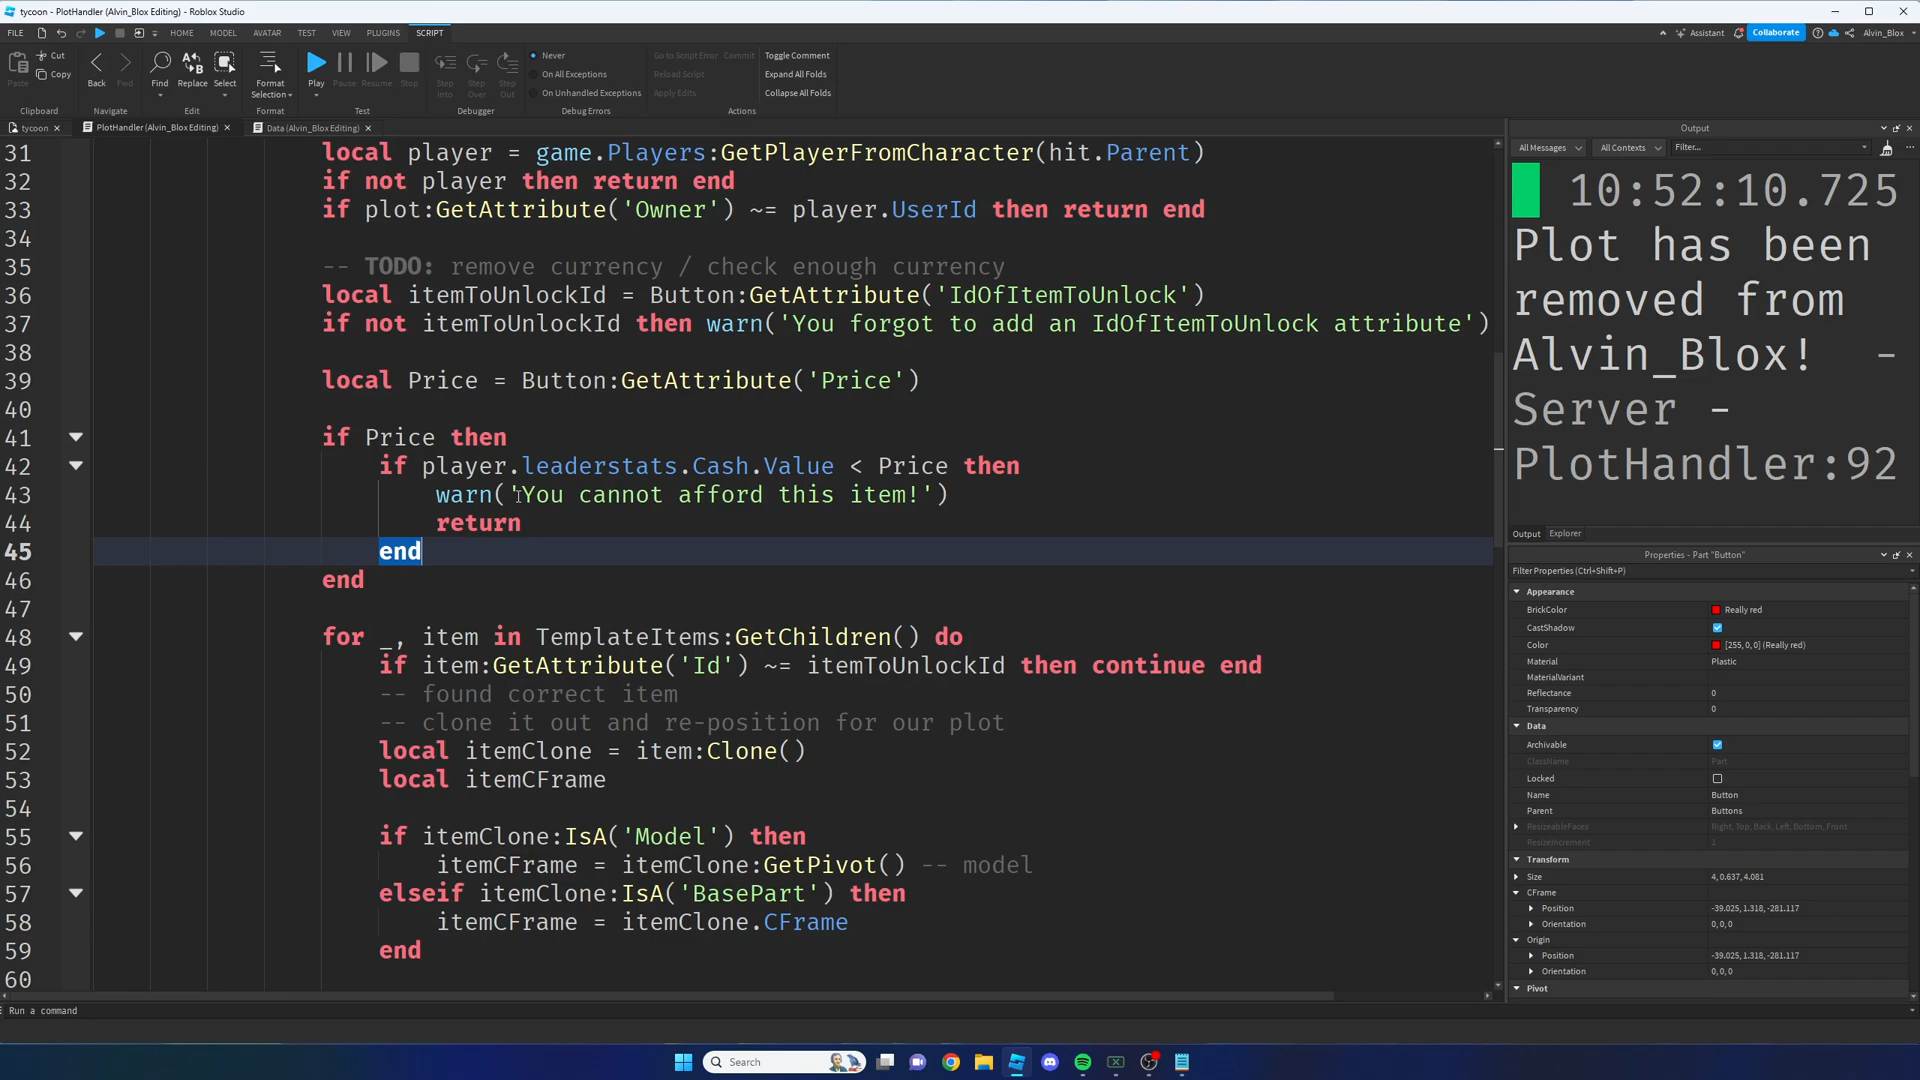 tycoon - PlotHandler (Alvin_Blox Editing) - Roblox Studio
FILE HOME MODEL AVATAR TEST VIEW PLUGINS SCRIPT Assistant Collaborate Alvin_Blox
Paste Cut Copy Back Forward Find Replace Select Format Selection Play Pause Resume Stop Step Into Step Over Step Out
Never
On All Exceptions
On Unhandled Exceptions
Go to Script Error Commit
Reload Script
Apply Edits
Toggle Comment
Expand All Folds
Collapse All Folds
Clipboard Navigate Edit Format Test Debugger Debug Errors Actions
tycoon PlotHandler (Alvin_Blox Editing) Data (Alvin_Blox Editing)
31 local player = game.Players:GetPlayerFromCharacter(hit.Parent)
32 if not player then return end
33 if plot:GetAttribute('Owner') ~= player.UserId then return end
34
35 -- TODO: remove currency / check enough currency
36 local itemToUnlockId = Button:GetAttribute('IdOfItemToUnlock')
37 if not itemToUnlockId then warn('You forgot to add an IdOfItemToUnlock attribute')
38
39 local Price = Button:GetAttribute('Price')
40
41 if Price then
42 if player.leaderstats.Cash.Value < Price then
43 warn('You cannot afford this item!')
44 return
45 end
46 end
47
48 for _, item in TemplateItems:GetChildren() do
49 if item:GetAttribute('Id') ~= itemToUnlockId then continue end
50 -- found correct item
51 -- clone it out and re-position for our plot
52 local itemClone = item:Clone()
53 local itemCFrame
54
55 if itemClone:IsA('Model') then
56 itemCFrame = itemClone:GetPivot() -- model
57 elseif itemClone:IsA('BasePart') then
58 itemCFrame = itemClone.CFrame
59 end
60
Run a command
Output
All Messages All Contexts Filter...
10:52:10.725
Plot has been
removed from
Alvin_Blox! -
Server -
PlotHandler:92
Output Explorer
Properties - Part "Button"
Filter Properties (Ctrl+Shift+P)
Appearance
BrickColor Really red
CastShadow
Color [255, 0, 0] (Really red)
Material Plastic
MaterialVariant
Reflectance 0
Transparency 0
Data
Archivable
ClassName Part
Locked
Name Button
Parent Buttons
ResizeableFaces Right, Top, Back, Left, Bottom, Front
ResizeIncrement 1
Transform
Size 4, 0.637, 4.081
CFrame
Position -39.025, 1.318, -281.117
Orientation 0, 0, 0
Origin
Position -39.025, 1.318, -281.117
Orientation 0, 0, 0
Pivot
Search